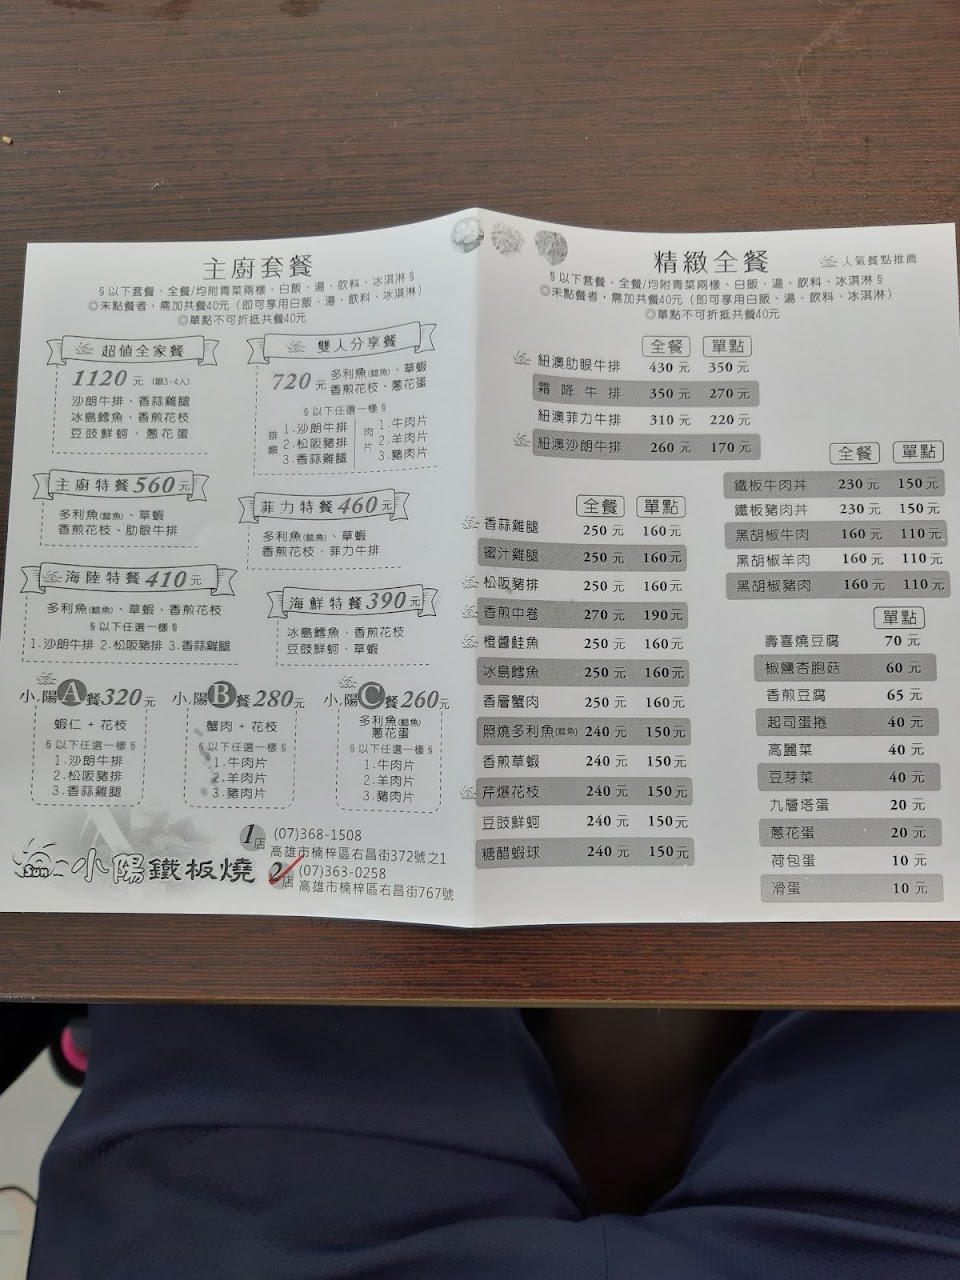 主廚套餐
§以下套餐、全餐/均附青菜兩樣、白飯、湯、飲料、冰淇淋§
◎未點餐者，需加共餐40元（即可享用白飯、湯、飲料、冰淇淋）
◎單點不可折抵共餐40元
超值全家餐
1120元（限3~4人）
沙朗牛排、香蒜雞腿
冰島鱈魚、香煎花枝
豆豉鮮蚵、蔥花蛋
雙人分享餐
720元
多利魚(鯰魚)、草蝦
香煎花枝、蔥花蛋
§以下任選一樣§
排類
1.沙朗牛排
2.松阪豬排
3.香蒜雞腿
肉片
1.牛肉片
2.羊肉片
3.豬肉片
主廚特餐560元
多利魚(鯰魚)、草蝦
香煎花枝、肋眼牛排
菲力特餐460元
多利魚(鯰魚)、草蝦
香煎花枝、菲力牛排
海陸特餐410元
多利魚(鯰魚)、草蝦、香煎花枝
§以下任選一樣§
1.沙朗牛排 2.松阪豬排 3.香蒜雞腿
海鮮特餐390元
冰島鱈魚、香煎花枝
豆豉鮮蚵、草蝦
小陽A餐320元
蝦仁+花枝
§以下任選一樣§
1.沙朗牛排
2.松阪豬排
3.香蒜雞腿
小陽B餐280元
蟹肉+花枝
§以下任選一樣§
1.牛肉片
2.羊肉片
3.豬肉片
小陽C餐260元
多利魚(鯰魚)
蔥花蛋
§以下任選一樣§
1.牛肉片
2.羊肉片
3.豬肉片
小陽鐵板燒
1店 (07)368-1508
高雄市楠梓區右昌街372號之1
2店 (07)363-0258
高雄市楠梓區右昌街767號
精緻全餐
人氣餐點推薦
§以下套餐、全餐/均附青菜兩樣、白飯、湯、飲料、冰淇淋§
◎未點餐者，需加共餐40元（即可享用白飯、湯、飲料、冰淇淋）
◎單點不可折抵共餐40元
全餐 單點
紐澳肋眼牛排 430元 350元
霜降牛排 350元 270元
紐澳菲力牛排 310元 220元
紐澳沙朗牛排 260元 170元
全餐 單點
香蒜雞腿 250元 160元
蜜汁雞腿 250元 160元
松阪豬排 250元 160元
香煎中卷 270元 190元
橙醬鮭魚 250元 160元
冰島鱈魚 250元 160元
香層蟹肉 250元 160元
照燒多利魚(鯰魚) 240元 150元
香煎草蝦 240元 150元
芹爆花枝 240元 150元
豆豉鮮蚵 240元 150元
糖醋蝦球 240元 150元
全餐 單點
鐵板牛肉丼 230元 150元
鐵板豬肉丼 230元 150元
黑胡椒牛肉 160元 110元
黑胡椒羊肉 160元 110元
黑胡椒豬肉 160元 110元
單點
壽喜燒豆腐 70元
椒鹽杏胞菇 60元
香煎豆腐 65元
起司蛋捲 40元
高麗菜 40元
豆芽菜 40元
九層塔蛋 20元
蔥花蛋 20元
荷包蛋 10元
滑蛋 10元